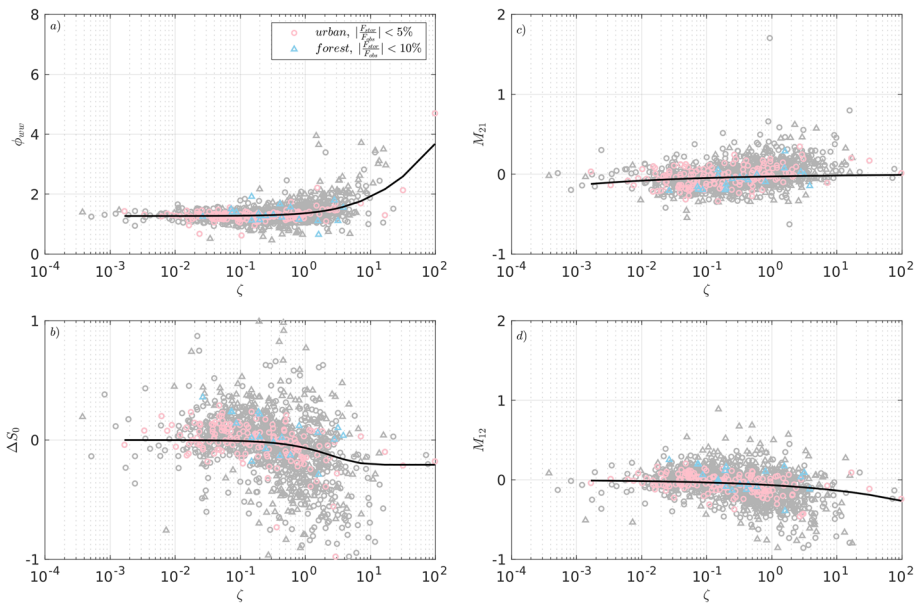 a)
urban, |F_stor/F_obs| < 5%
forest, |F_stor/F_obs| < 10%
8
6
4
2
0
ϕ_ww
10^-4 10^-3 10^-2 10^-1 10^0 10^1 10^2
ζ
c)
2
1
0
-1
M_21
10^-4 10^-3 10^-2 10^-1 10^0 10^1 10^2
ζ
b)
1
0
-1
ΔS_0
10^-4 10^-3 10^-2 10^-1 10^0 10^1 10^2
ζ
d)
2
1
0
-1
M_12
10^-4 10^-3 10^-2 10^-1 10^0 10^1 10^2
ζ